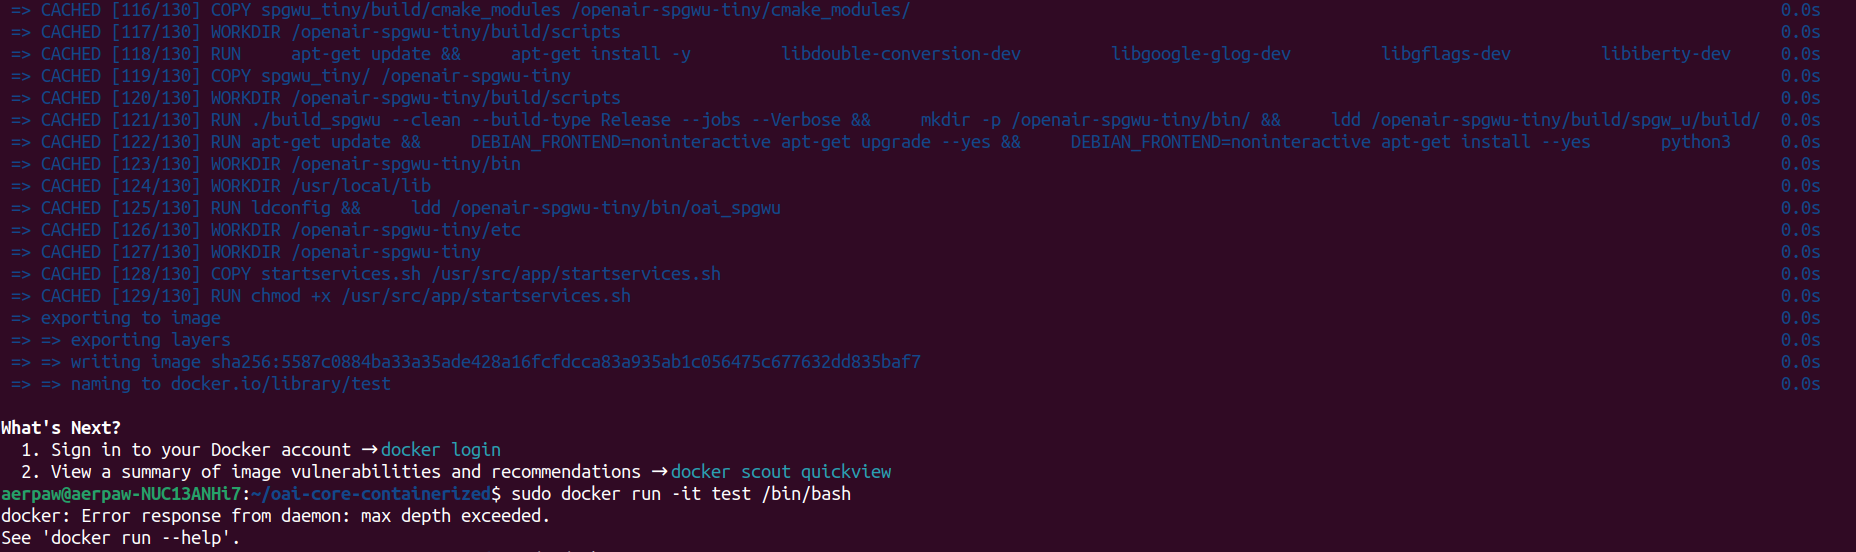 => CACHED [116/130] COPY spgwu_tiny/build/cmake_modules /openair-spgwu-tiny/cmake_modules/ 0.0s
=> CACHED [117/130] WORKDIR /openair-spgwu-tiny/build/scripts 0.0s
=> CACHED [118/130] RUN     apt-get update &&     apt-get install -y         libdouble-conversion-dev         libgoogle-glog-dev         libgflags-dev         libiberty-dev 0.0s
=> CACHED [119/130] COPY spgwu_tiny/ /openair-spgwu-tiny 0.0s
=> CACHED [120/130] WORKDIR /openair-spgwu-tiny/build/scripts 0.0s
=> CACHED [121/130] RUN ./build_spgwu --clean --build-type Release --jobs --Verbose &&     mkdir -p /openair-spgwu-tiny/bin/ &&     ldd /openair-spgwu-tiny/build/spgw_u/build/ 0.0s
=> CACHED [122/130] RUN apt-get update &&     DEBIAN_FRONTEND=noninteractive apt-get upgrade --yes &&     DEBIAN_FRONTEND=noninteractive apt-get install --yes       python3 0.0s
=> CACHED [123/130] WORKDIR /openair-spgwu-tiny/bin 0.0s
=> CACHED [124/130] WORKDIR /usr/local/lib 0.0s
=> CACHED [125/130] RUN ldconfig &&     ldd /openair-spgwu-tiny/bin/oai_spgwu 0.0s
=> CACHED [126/130] WORKDIR /openair-spgwu-tiny/etc 0.0s
=> CACHED [127/130] WORKDIR /openair-spgwu-tiny 0.0s
=> CACHED [128/130] COPY startservices.sh /usr/src/app/startservices.sh 0.0s
=> CACHED [129/130] RUN chmod +x /usr/src/app/startservices.sh 0.0s
=> exporting to image 0.0s
=> => exporting layers 0.0s
=> => writing image sha256:5587c0884ba33a35ade428a16fcfdcca83a935ab1c056475c677632dd835baf7 0.0s
=> => naming to docker.io/library/test 0.0s
What's Next?
1. Sign in to your Docker account → docker login
2. View a summary of image vulnerabilities and recommendations → docker scout quickview
aerpaw@aerpaw-NUC13ANHi7:~/oai-core-containerized$ sudo docker run -it test /bin/bash
docker: Error response from daemon: max depth exceeded.
See 'docker run --help'.